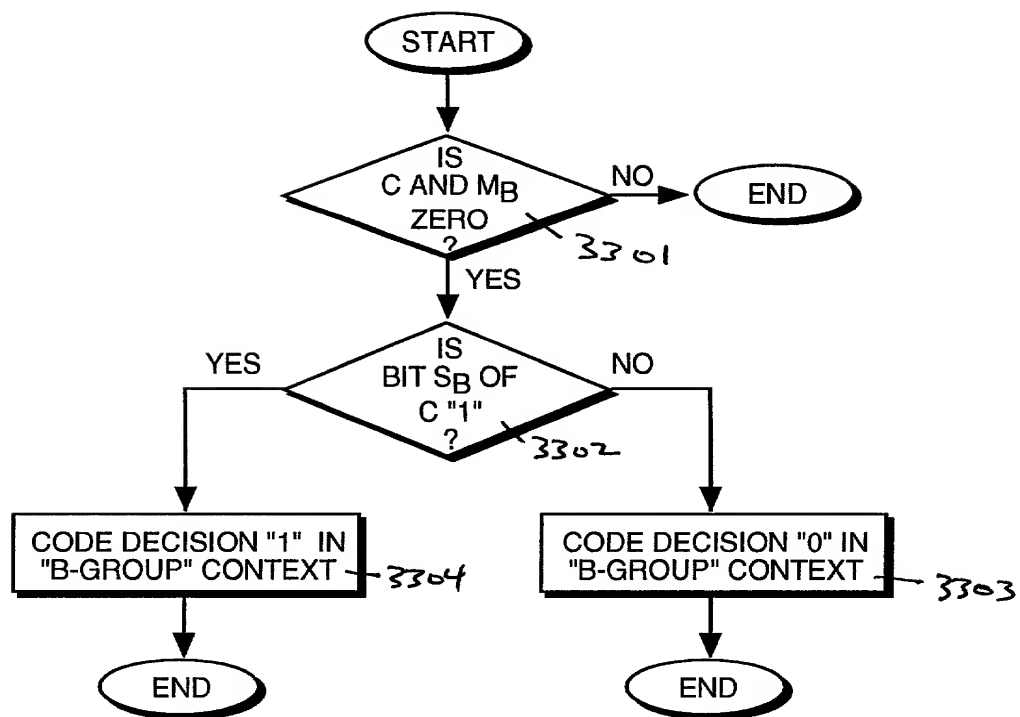 START
IS
C AND MB
ZERO
?
3301
NO
END
YES
IS
BIT SB OF
C "1"
?
3302
YES
NO
CODE DECISION "1" IN
"B-GROUP" CONTEXT
3304
CODE DECISION "0" IN
"B-GROUP" CONTEXT
3303
END
END